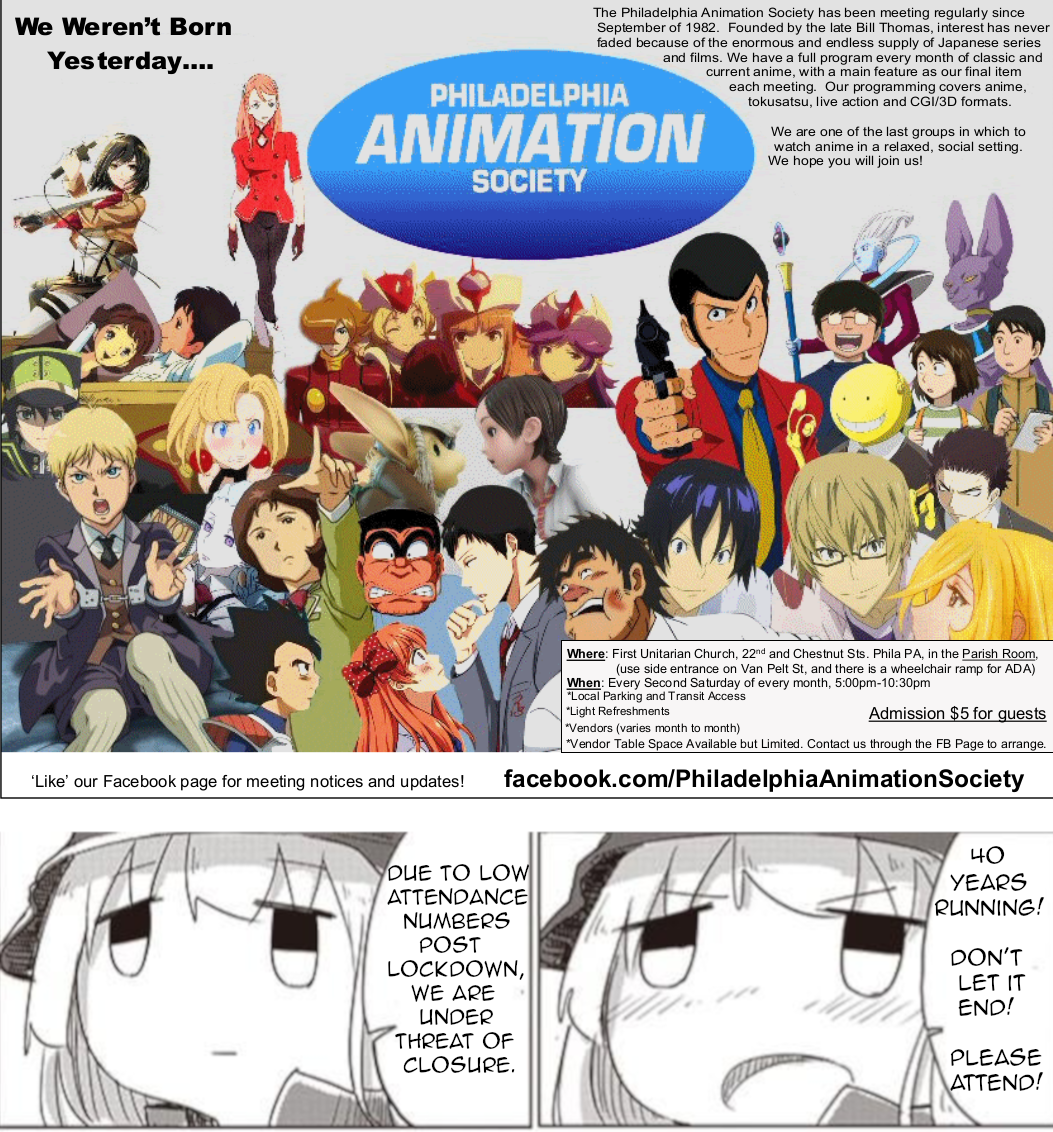 We Weren't Born
Yesterday....
The Philadelphia Animation Society has been meeting regularly since
September of 1982. Founded by the late Bill Thomas, interest has never
faded because of the enormous and endless supply of Japanese series
and films. We have a full program every month of classic and
current anime, with a main feature as our final item
each meeting. Our programming covers anime,
tokusatsu, live action and CGI/3D formats.
We are one of the last groups in which to
watch anime in a relaxed, social setting.
We hope you will join us!
PHILADELPHIA
ANIMATION
SOCIETY
Where: First Unitarian Church, 22nd and Chestnut Sts. Phila PA, in the Parish Room,
(use side entrance on Van Pelt St, and there is a wheelchair ramp for ADA)
When: Every Second Saturday of every month, 5:00pm-10:30pm
*Local Parking and Transit Access
*Light Refreshments
*Vendors (varies month to month)
Admission $5 for guests
*Vendor Table Space Available but Limited. Contact us through the FB Page to arrange.
'Like' our Facebook page for meeting notices and updates!
facebook.com/PhiladelphiaAnimationSociety
DUE TO LOW
ATTENDANCE
NUMBERS
POST
LOCKDOWN,
WE ARE
UNDER
THREAT OF
CLOSURE.
40
YEARS
RUNNING!
DON'T
LET IT
END!
PLEASE
ATTEND!